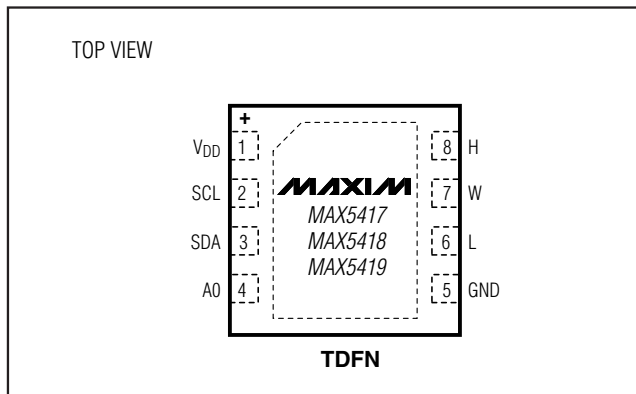 TOP VIEW
+
VDD 1 8 H
SCL 2 MAXIM 7 W
MAX5417
SDA 3 MAX5418 6 L
MAX5419
A0 4 5 GND
TDFN